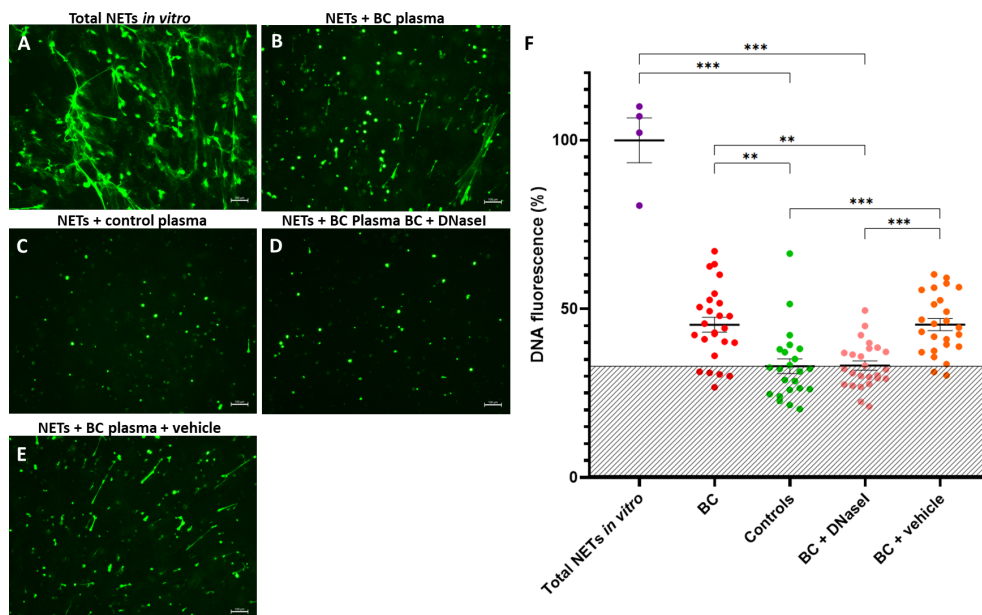 Total NETs in vitro
A
NETs + BC plasma
B
NETs + control plasma
C
NETs + BC Plasma BC + DNaseI
D
NETs + BC plasma + vehicle
E
F
***
***
**
**
***
***
DNA fluorescence (%)
100
50
0
Total NETs in vitro
BC
Controls
BC + DNaseI
BC + vehicle